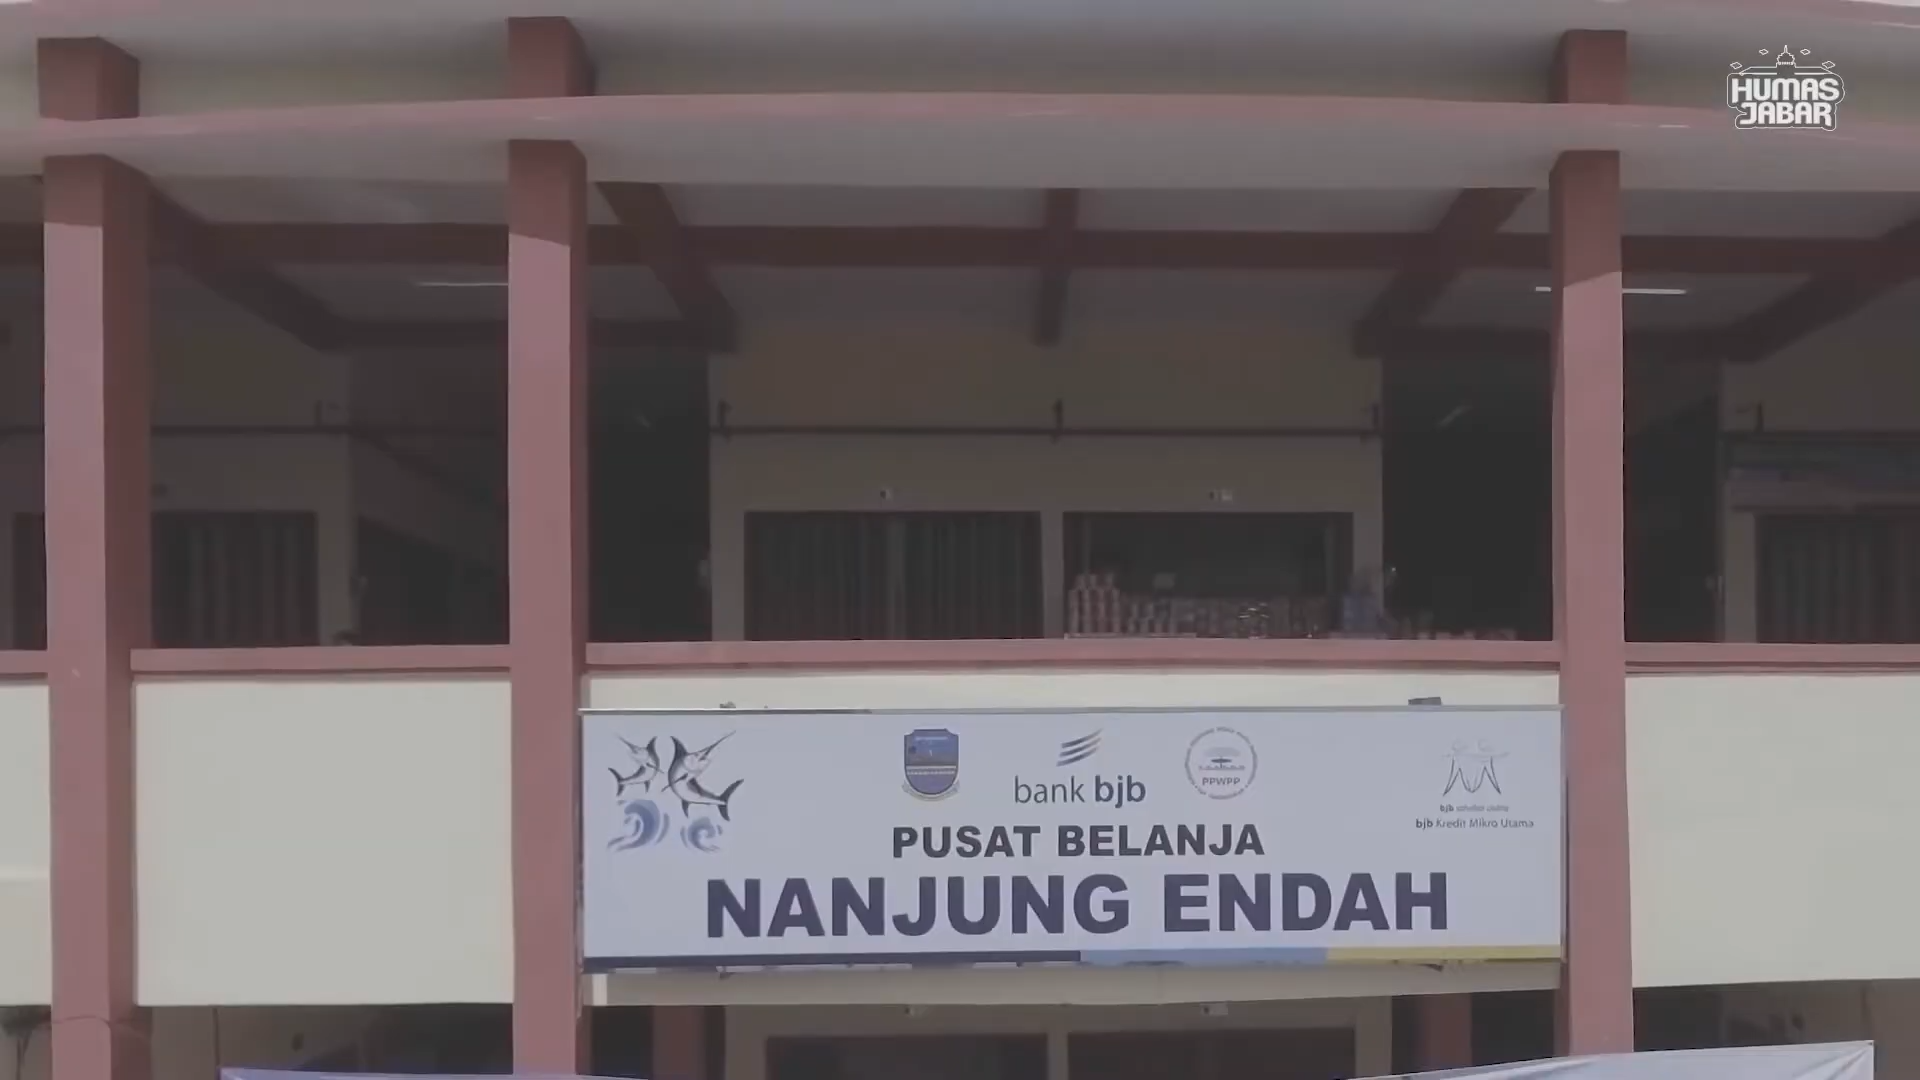 HUMAS
JABAR
bank bjb
PPWPP
bjb Kredit Mikro Utama
PUSAT BELANJA
NANJUNG ENDAH